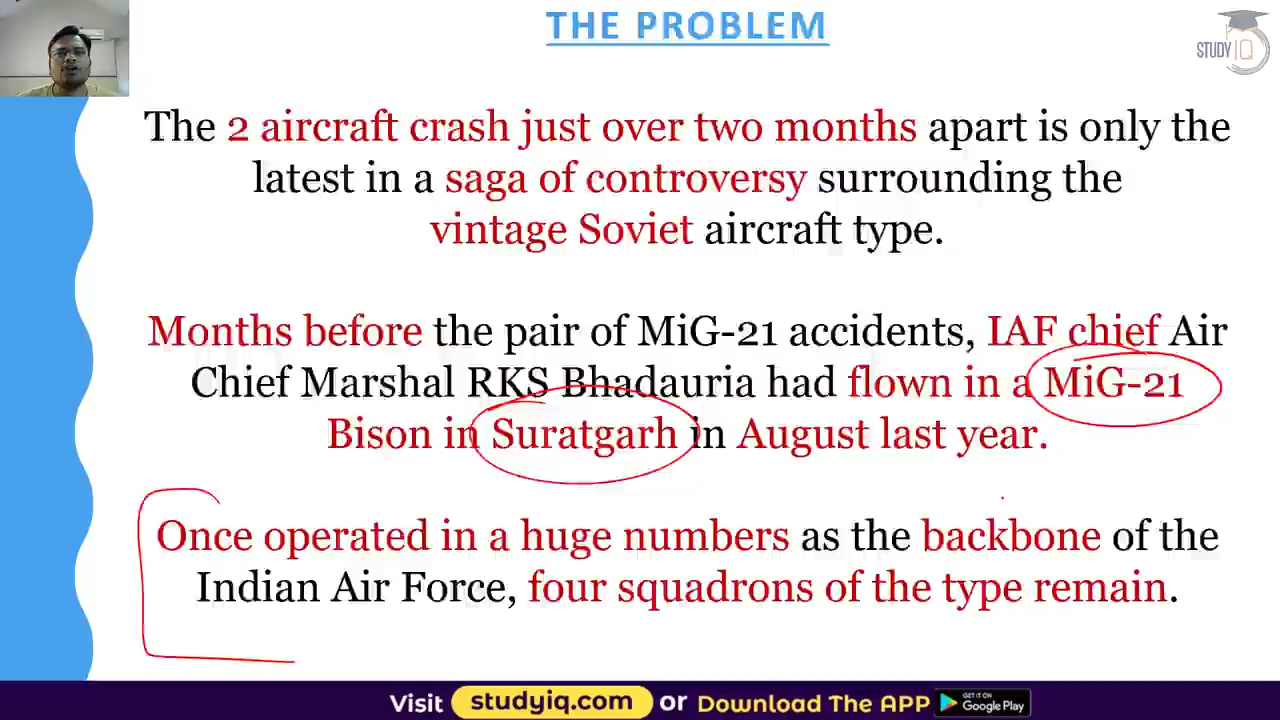 THE PROBLEM
STUDY IQ
The 2 aircraft crash just over two months apart is only the
latest in a saga of controversy surrounding the
vintage Soviet aircraft type.
Months before the pair of MiG-21 accidents, IAF chief Air
Chief Marshal RKS Bhadauria had flown in a MiG-21
Bison in Suratgarh in August last year.
Once operated in a huge numbers as the backbone of the
Indian Air Force, four squadrons of the type remain.
Visit studyiq.com or Download The APP GET IT ON Google Play